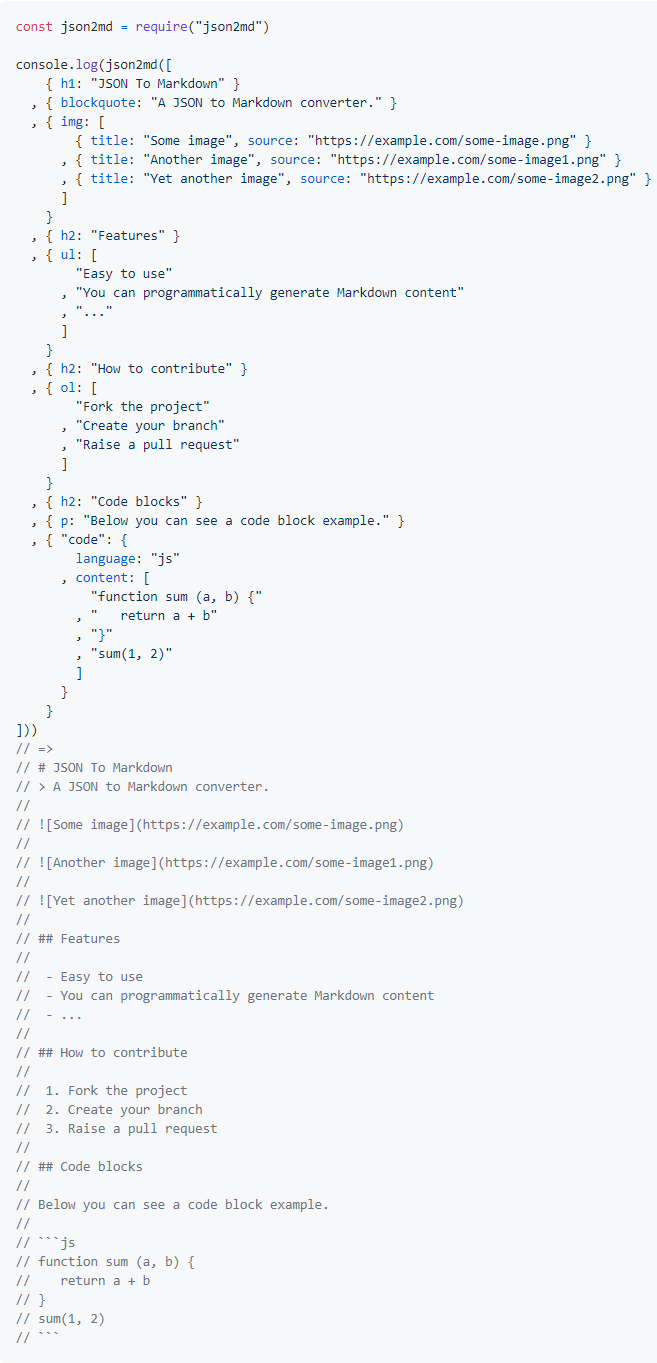 const json2md = require("json2md")

console.log(json2md([
    { h1: "JSON To Markdown" }
  , { blockquote: "A JSON to Markdown converter." }
  , { img: [
        { title: "Some image", source: "https://example.com/some-image.png" }
      , { title: "Another image", source: "https://example.com/some-image1.png" }
      , { title: "Yet another image", source: "https://example.com/some-image2.png" }
      ]
    }
  , { h2: "Features" }
  , { ul: [
        "Easy to use"
      , "You can programmatically generate Markdown content"
      , "..."
      ]
    }
  , { h2: "How to contribute" }
  , { ol: [
        "Fork the project"
      , "Create your branch"
      , "Raise a pull request"
      ]
    }
  , { h2: "Code blocks" }
  , { p: "Below you can see a code block example." }
  , { "code": {
        language: "js"
      , content: [
          "function sum (a, b) {"
        , "   return a + b"
        , "}"
        , "sum(1, 2)"
        ]
      }
    }
]))
// =>
// # JSON To Markdown
// > A JSON to Markdown converter.
//
// ![Some image](https://example.com/some-image.png)
//
// ![Another image](https://example.com/some-image1.png)
//
// ![Yet another image](https://example.com/some-image2.png)
//
// ## Features
//
//  - Easy to use
//  - You can programmatically generate Markdown content
//  - ...
//
// ## How to contribute
//
//  1. Fork the project
//  2. Create your branch
//  3. Raise a pull request
//
// ## Code blocks
//
// Below you can see a code block example.
//
// ```js
// function sum (a, b) {
//    return a + b
// }
// sum(1, 2)
// ```